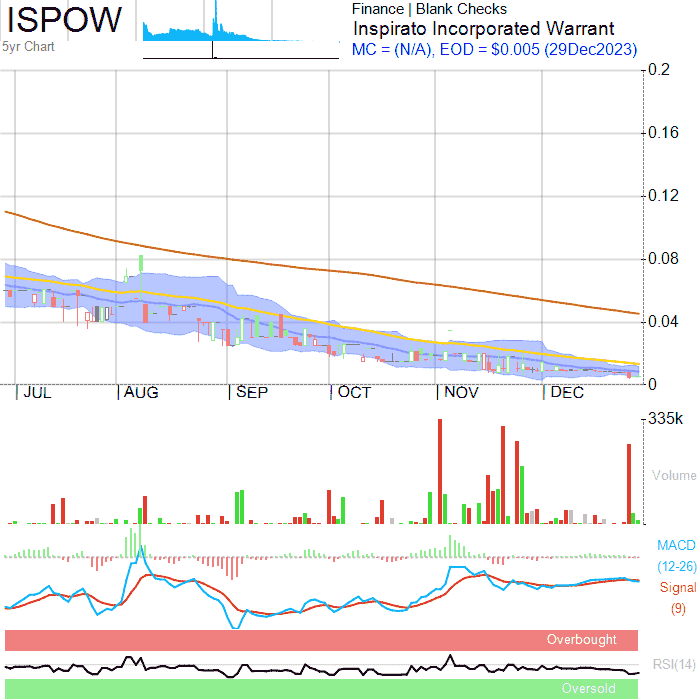 ISPOW
5yr Chart
Finance | Blank Checks
Inspirato Incorporated Warrant
MC = (N/A), EOD = $0.005 (29Dec2023)
0.2
0.16
0.12
0.08
0.04
0
JUL AUG SEP OCT NOV DEC
335k
Volume
MACD
(12-26)
Signal
(9)
Overbought
RSI(14)
Oversold